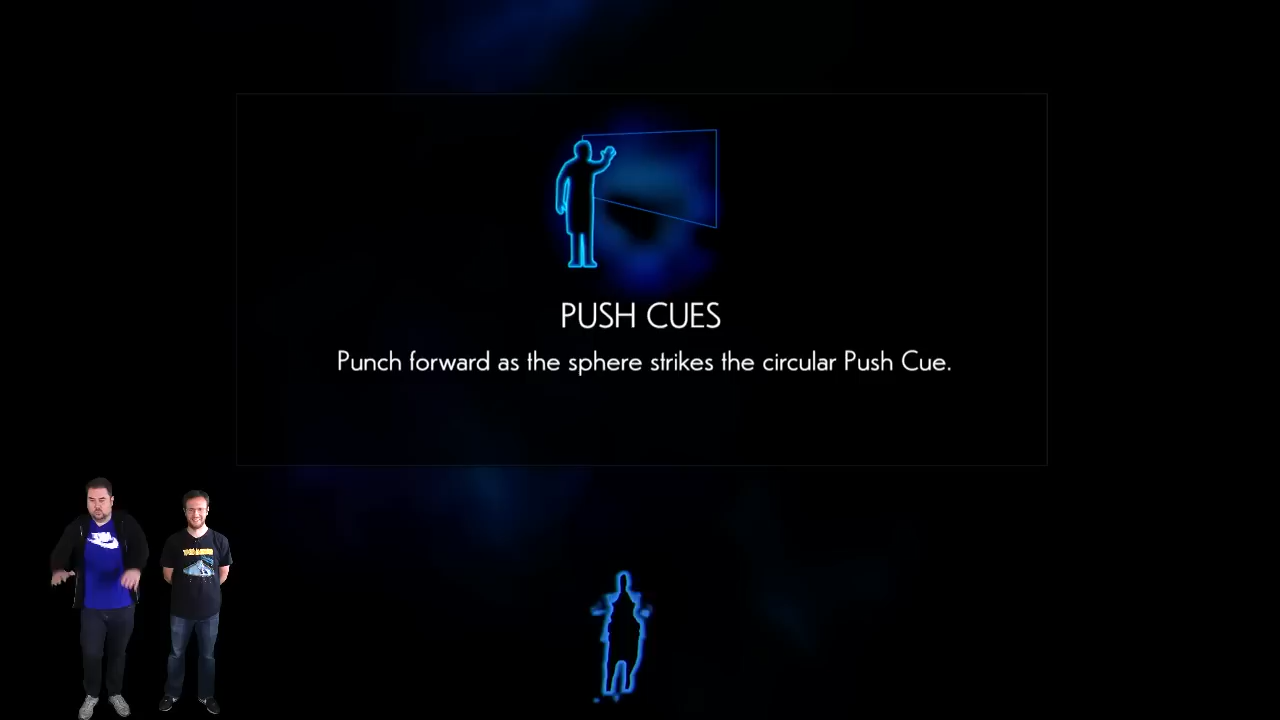 PUSH CUES
Punch forward as the sphere strikes the circular Push Cue.